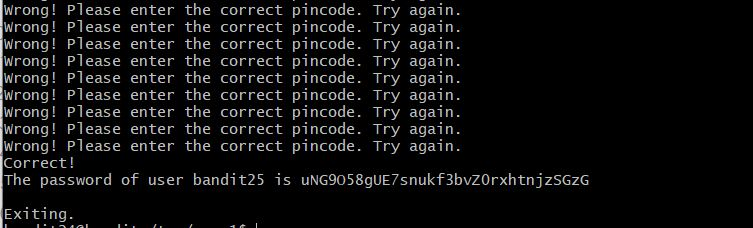 Wrong! Please enter the correct pincode. Try again.
Wrong! Please enter the correct pincode. Try again.
Wrong! Please enter the correct pincode. Try again.
Wrong! Please enter the correct pincode. Try again.
Wrong! Please enter the correct pincode. Try again.
Wrong! Please enter the correct pincode. Try again.
Wrong! Please enter the correct pincode. Try again.
Wrong! Please enter the correct pincode. Try again.
Wrong! Please enter the correct pincode. Try again.
Correct!
The password of user bandit25 is uNG9O58gUE7snukf3bvZ0rxhtnjzSGzG
Exiting.